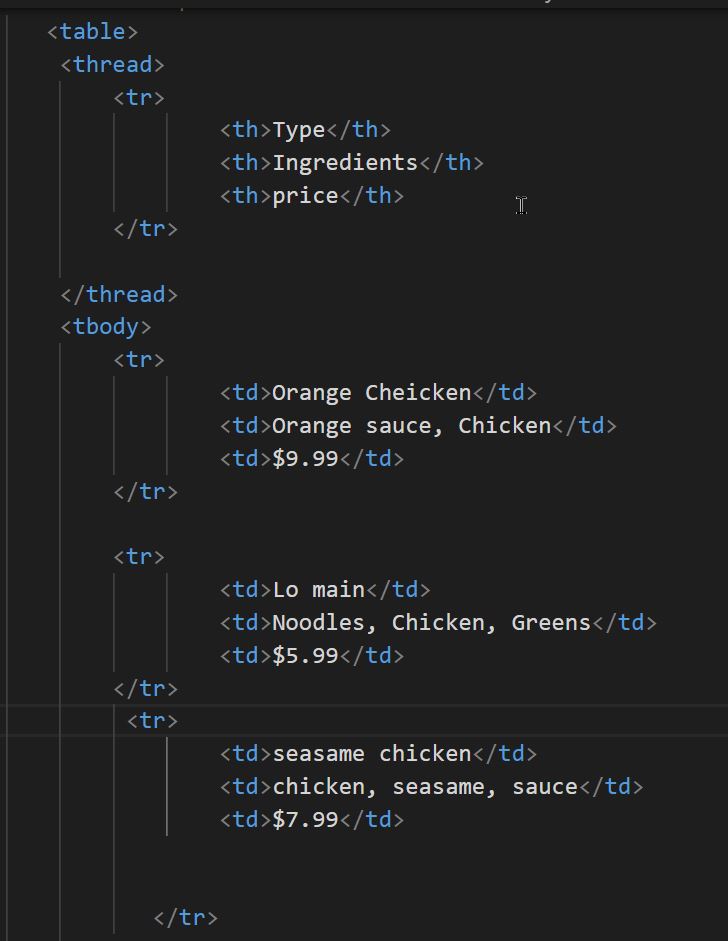 <table>
<thread>
<tr>
<th>Type</th>
<th>Ingredients</th>
<th>price</th>
</tr>
</thread>
<tbody>
<tr>
<td>Orange Cheicken</td>
<td>Orange sauce, Chicken</td>
<td>$9.99</td>
</tr>
<tr>
<td>Lo main</td>
<td>Noodles, Chicken, Greens</td>
<td>$5.99</td>
</tr>
<tr>
<td>seasame chicken</td>
<td>chicken, seasame, sauce</td>
<td>$7.99</td>
</tr>